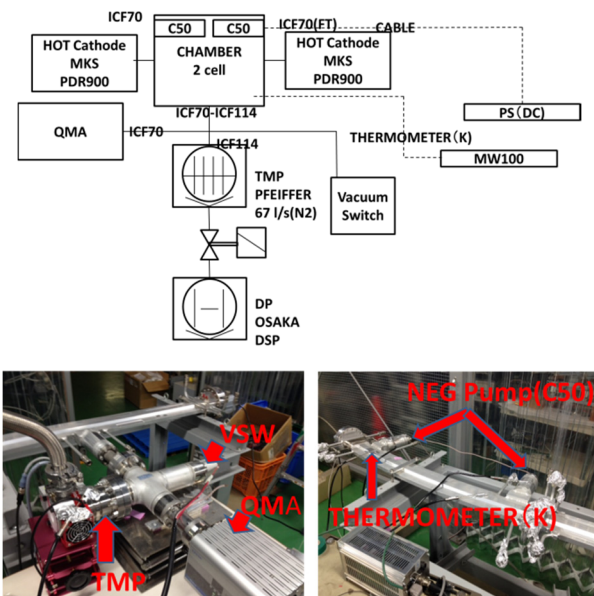 ICF70
C50
C50
ICF70(FT)
CABLE
HOT Cathode
MKS
PDR900
CHAMBER
2 cell
HOT Cathode
MKS
PDR900
ICF70-ICF114
PS(DC)
QMA
ICF70
THERMOMETER(K)
ICF114
MW100
TMP
PFEIFFER
67 l/s(N2)
Vacuum
Switch
DP
OSAKA
DSP
VSW
QMA
TMP
NEG Pump(C50)
THERMOMETER(K)